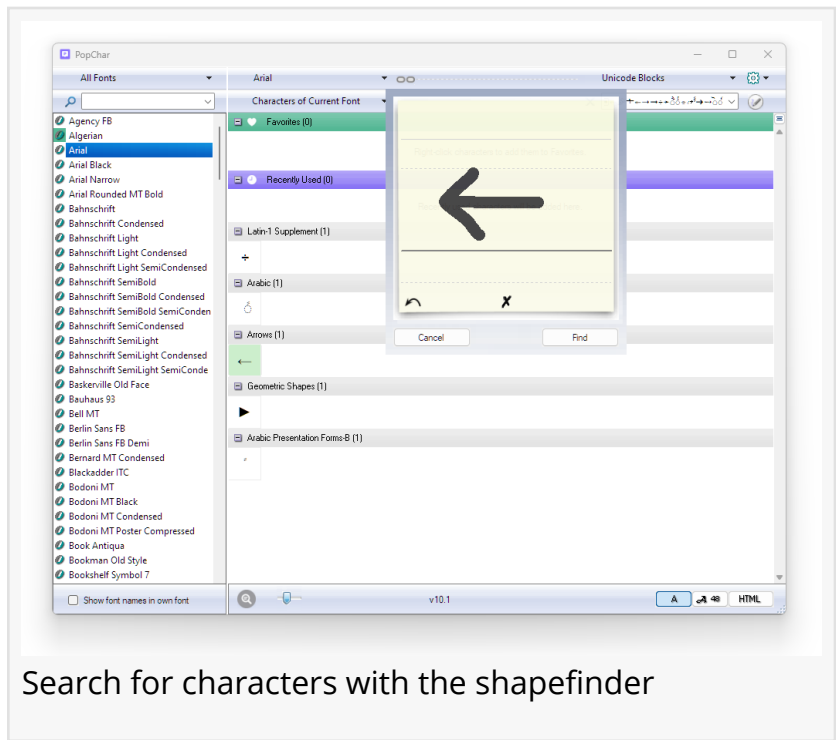 PopChar
All Fonts
Arial
Unicode Blocks
Characters of Current Font
Agency FB
Algerian
Arial
Arial Black
Arial Narrow
Arial Rounded MT Bold
Bahnschrift
Bahnschrift Condensed
Bahnschrift Light
Bahnschrift Light Condensed
Bahnschrift Light SemiCondensed
Bahnschrift SemiBold
Bahnschrift SemiBold Condensed
Bahnschrift SemiBold SemiConden
Bahnschrift SemiCondensed
Bahnschrift SemiLight
Bahnschrift SemiLight Condensed
Bahnschrift SemiLight SemiConde
Baskerville Old Face
Bauhaus 93
Bell MT
Berlin Sans FB
Berlin Sans FB Demi
Bernard MT Condensed
Blackadder ITC
Bodoni MT
Bodoni MT Black
Bodoni MT Condensed
Bodoni MT Poster Compressed
Book Antiqua
Bookman Old Style
Bookshelf Symbol 7
Show font names in own font
Favorites (0)
Recently Used (0)
Latin-1 Supplement (1)
÷
Arabic (1)
Arrows (1)
←
Geometric Shapes (1)
►
Arabic Presentation Forms-B (1)
Cancel
Find
v10.1
A
48
HTML
Search for characters with the shapefinder